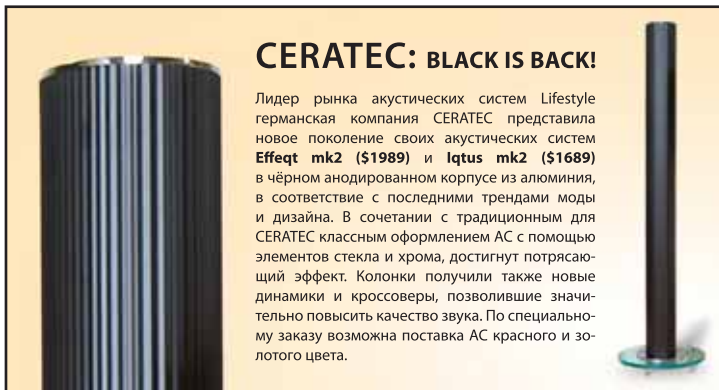 CERATEC: BLACK IS BACK!
Лидер рынка акустических систем Lifestyle
германская компания CERATEC представила
новое поколение своих акустических систем
Effeqt mk2 ($1989) и Iqtus mk2 ($1689)
в чёрном анодированном корпусе из алюминия,
в соответствие с последними трендами моды
и дизайна. В сочетании с традиционным для
CERATEC классным оформлением АС с помощью
элементов стекла и хрома, достигнут потрясаю-
щий эффект. Колонки получили также новые
динамики и кроссоверы, позволившие значи-
тельно повысить качество звука. По специально-
му заказу возможна поставка АС красного и зо-
лотого цвета.